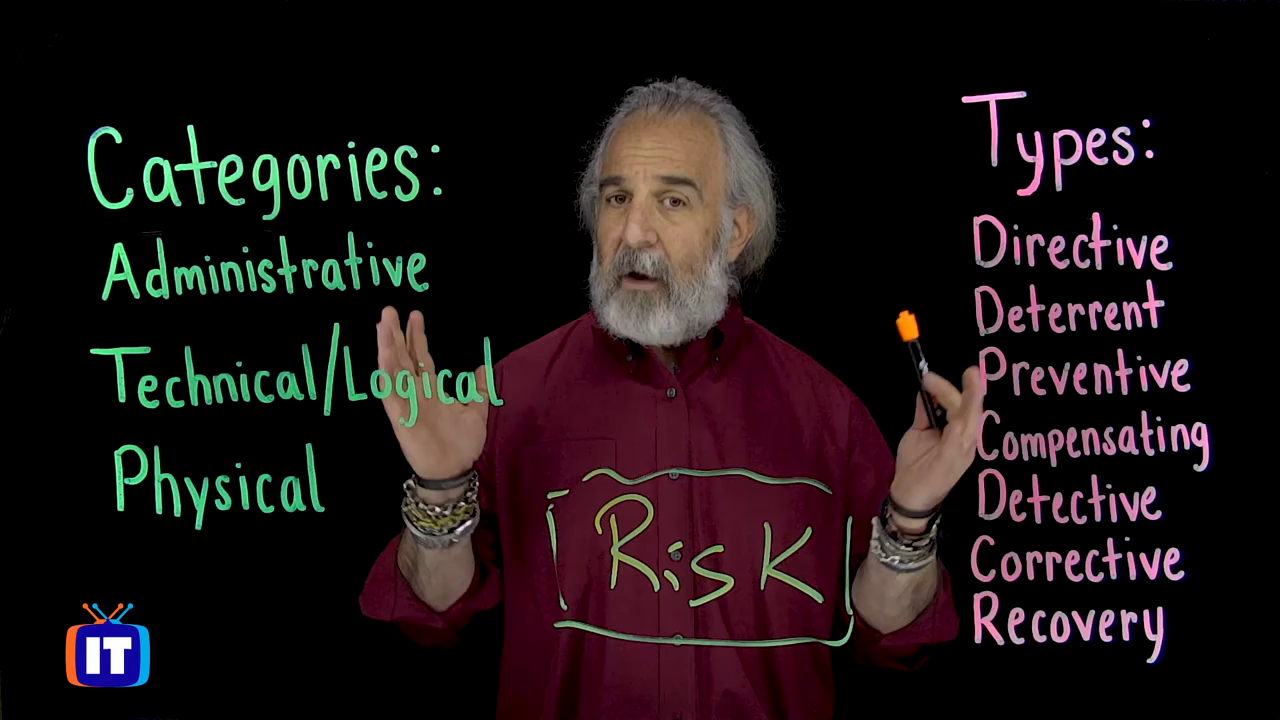 Categories:
Administrative
Technical/Logical
Physical
Risk
Types:
Directive
Deterrent
Preventive
Compensating
Detective
Corrective
Recovery
IT